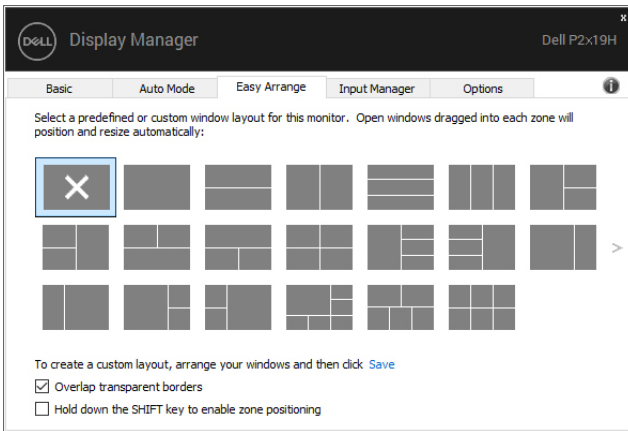 x
DELL Display Manager Dell P2x19H
Basic Auto Mode Easy Arrange Input Manager Options
Select a predefined or custom window layout for this monitor. Open windows dragged into each zone will
position and resize automatically:
To create a custom layout, arrange your windows and then click Save
Overlap transparent borders
Hold down the SHIFT key to enable zone positioning